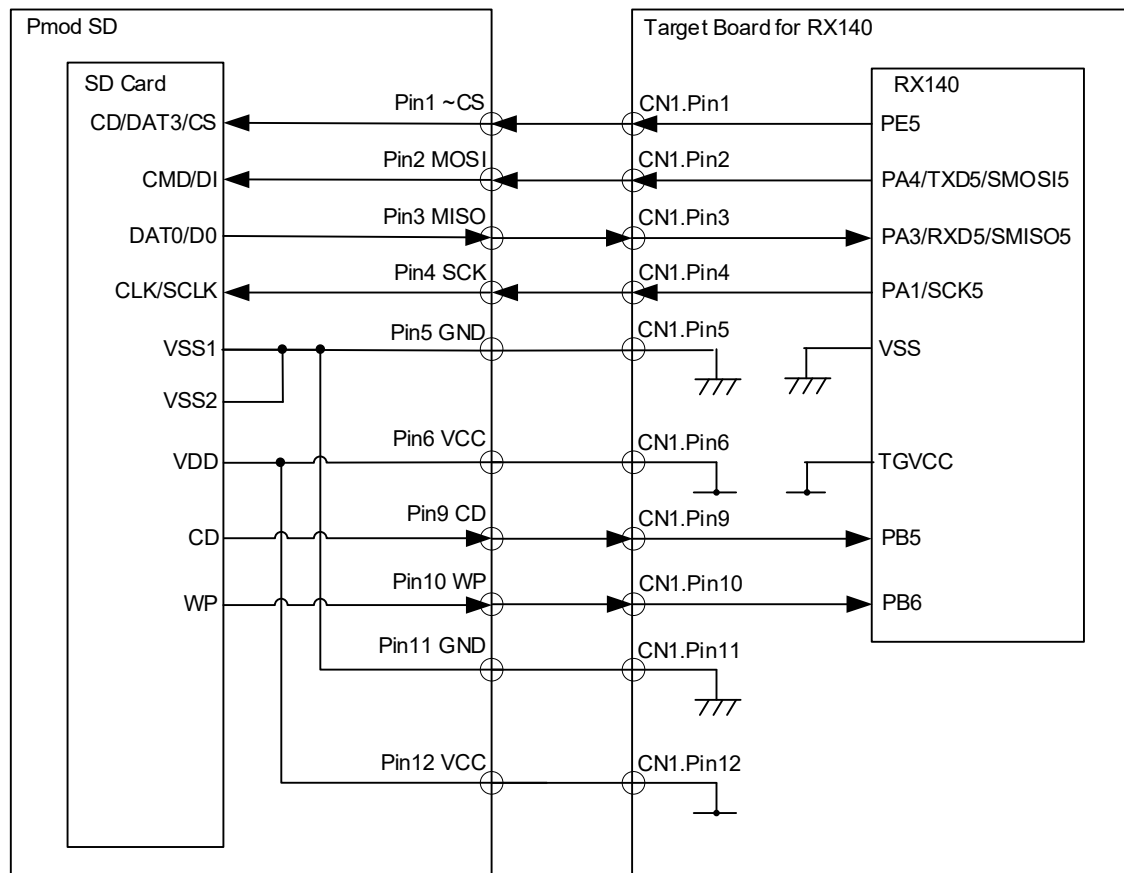 Pmod SD
Target Board for RX140
SD Card
RX140
Pin1 ~CS
CN1.Pin1
CD/DAT3/CS
PE5
Pin2 MOSI
CN1.Pin2
CMD/DI
PA4/TXD5/SMOSI5
Pin3 MISO
CN1.Pin3
DAT0/D0
PA3/RXD5/SMISO5
Pin4 SCK
CN1.Pin4
CLK/SCLK
PA1/SCK5
Pin5 GND
CN1.Pin5
VSS1
VSS
VSS2
Pin6 VCC
CN1.Pin6
VDD
TGVCC
Pin9 CD
CN1.Pin9
CD
PB5
Pin10 WP
CN1.Pin10
WP
PB6
Pin11 GND
CN1.Pin11
Pin12 VCC
CN1.Pin12